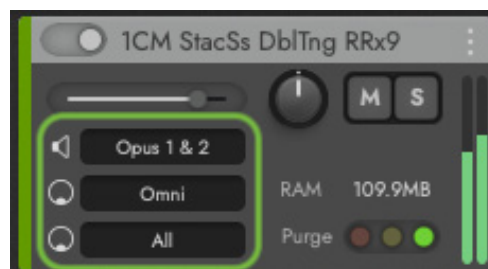 1CM StacSs DblTng RRx9
M S
Opus 1 & 2
Omni
RAM 109.9MB
All
Purge